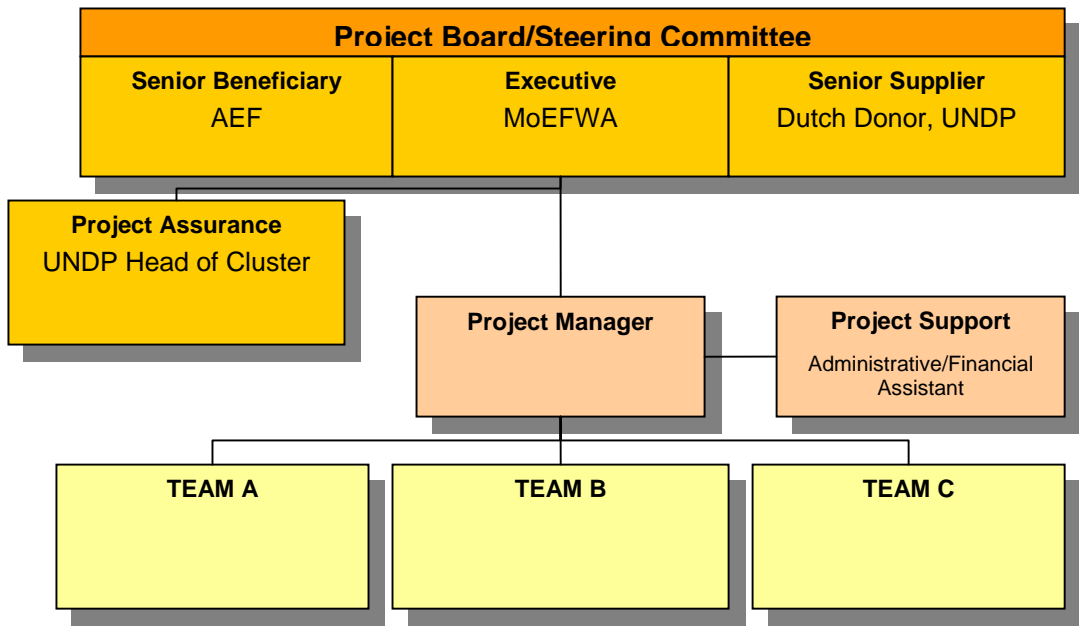 Project Board/Steering Committee
Senior Beneficiary
AEF
Executive
MoEFWA
Senior Supplier
Dutch Donor, UNDP
Project Assurance
UNDP Head of Cluster
Project Manager
Project Support
Administrative/Financial
Assistant
TEAM A
TEAM B
TEAM C